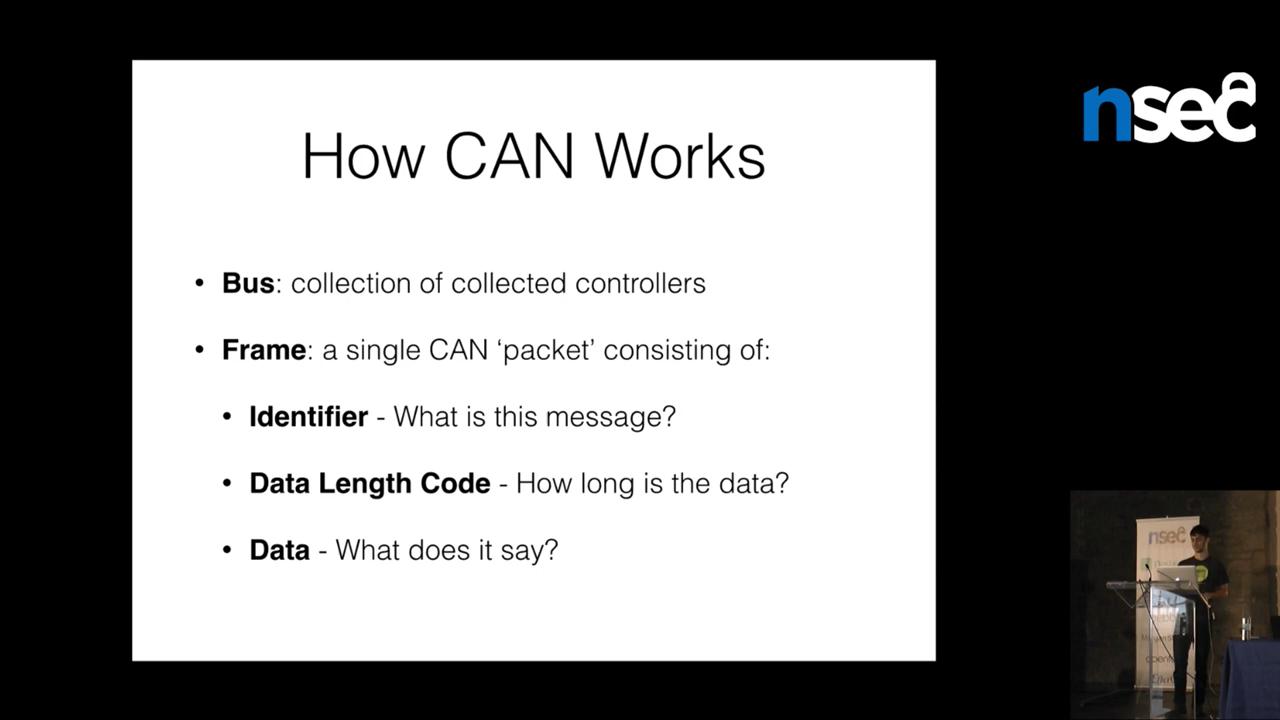 How CAN Works
• Bus: collection of collected controllers
• Frame: a single CAN ‘packet’ consisting of:
• Identifier - What is this message?
• Data Length Code - How long is the data?
• Data - What does it say?
nsec
nsec